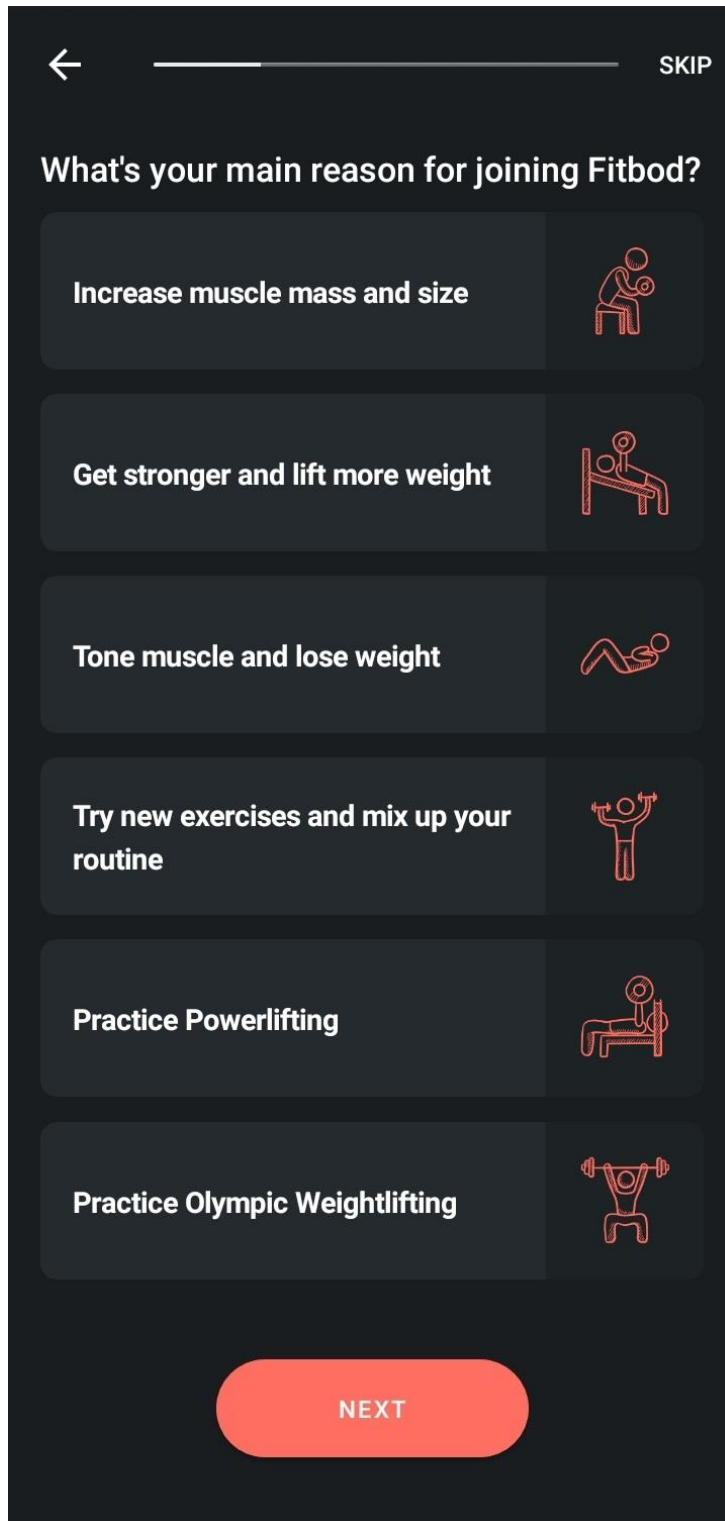 SKIP
What's your main reason for joining Fitbod?
Increase muscle mass and size
Get stronger and lift more weight
Tone muscle and lose weight
Try new exercises and mix up your
routine
Practice Powerlifting
Practice Olympic Weightlifting
NEXT